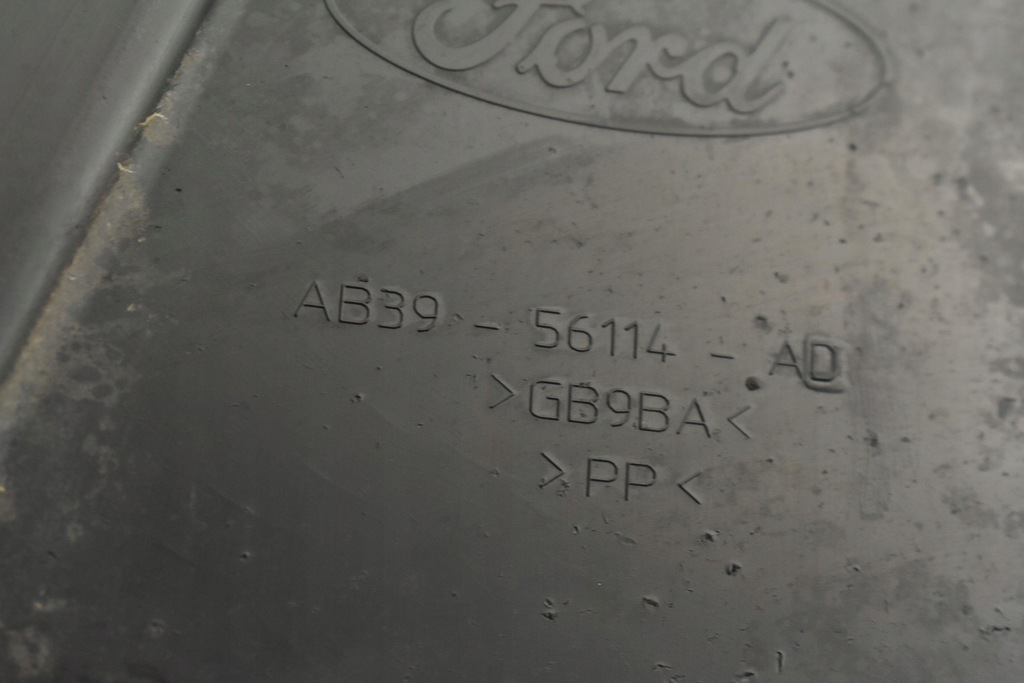 Ford
AB39 - 56114 - AD
>GB9BA<
>PP<